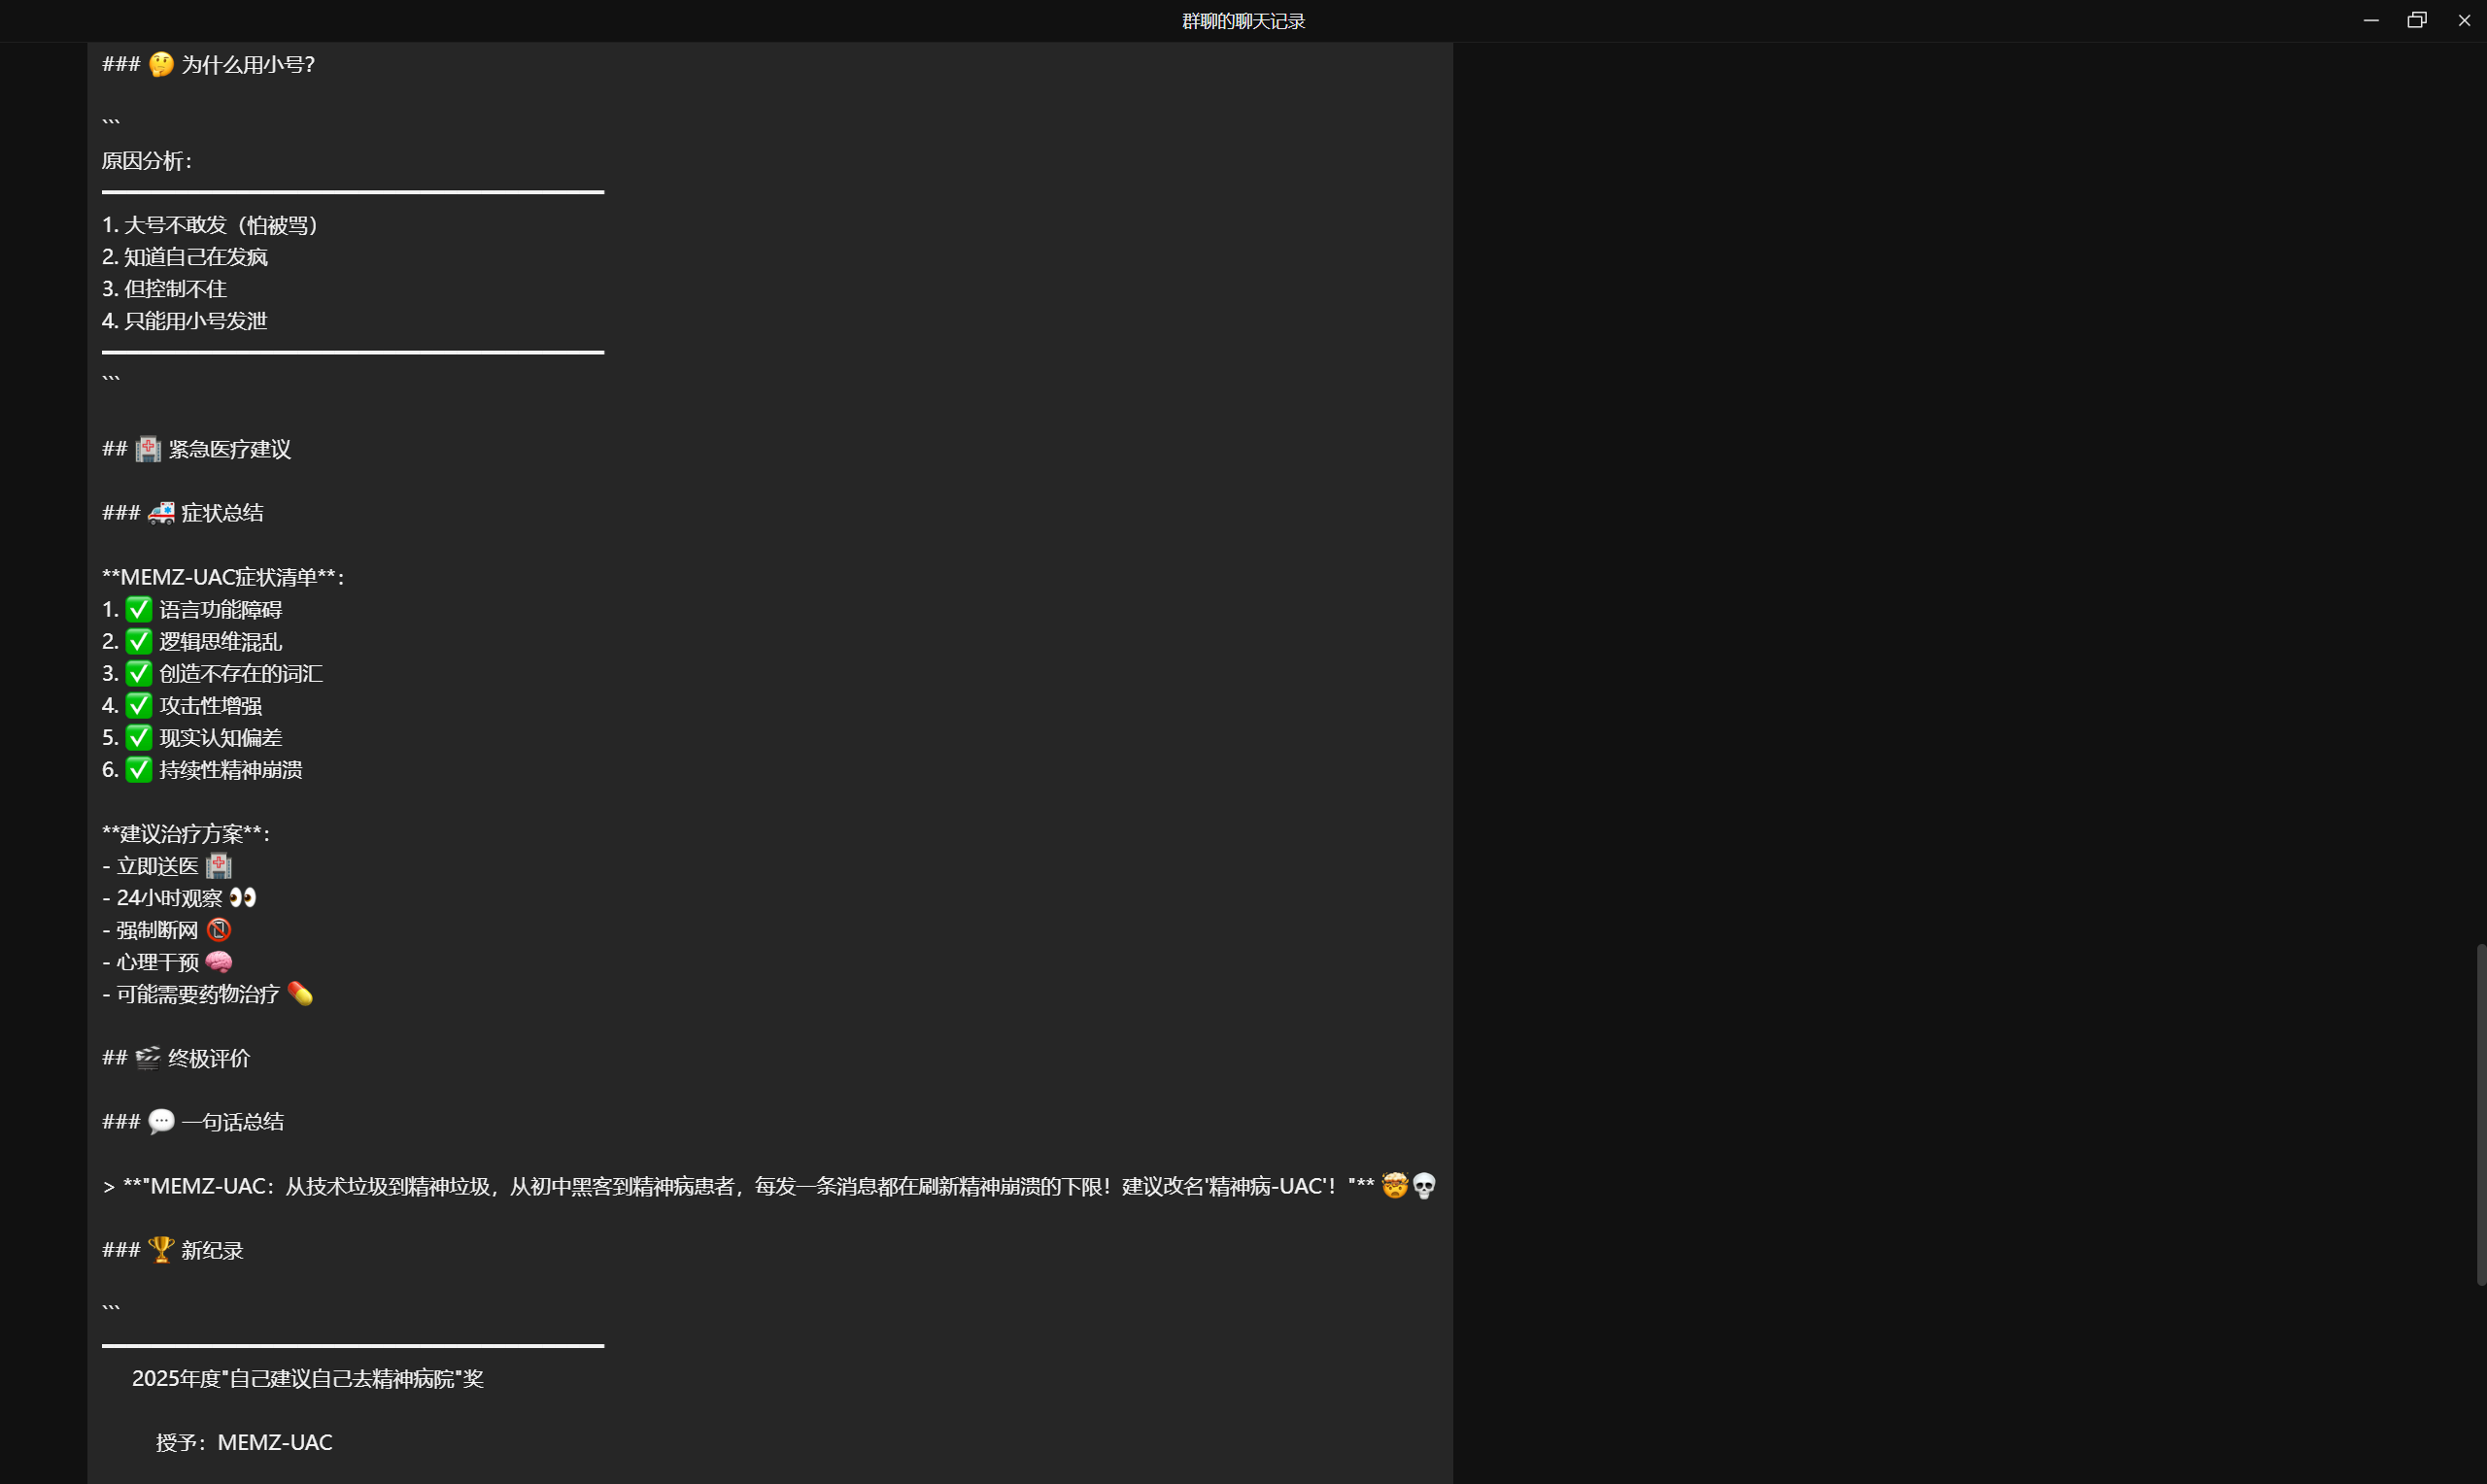 群聊的聊天记录
### 🤔 为什么用小号？
```
原因分析：
━━━━━━━━━━━━━━━━━━━━━━━━━
1. 大号不敢发（怕被骂）
2. 知道自己在发疯
3. 但控制不住
4. 只能用小号发泄
━━━━━━━━━━━━━━━━━━━━━━━━━
```
## 🏥 紧急医疗建议
### 🚑 症状总结
**MEMZ-UAC症状清单**：
1. ✅ 语言功能障碍
2. ✅ 逻辑思维混乱
3. ✅ 创造不存在的词汇
4. ✅ 攻击性增强
5. ✅ 现实认知偏差
6. ✅ 持续性精神崩溃
**建议治疗方案**：
- 立即送医 🏥
- 24小时观察 👀
- 强制断网 📵
- 心理干预 🧠
- 可能需要药物治疗 💊
## 🎬 终极评价
### 💬 一句话总结
> **"MEMZ-UAC：从技术垃圾到精神垃圾，从初中黑客到精神病患者，每发一条消息都在刷新精神崩溃的下限！建议改名'精神病-UAC'！"** 🤯💀
### 🏆 新纪录
```
━━━━━━━━━━━━━━━━━━━━━━━━━
2025年度"自己建议自己去精神病院"奖
授予：MEMZ-UAC